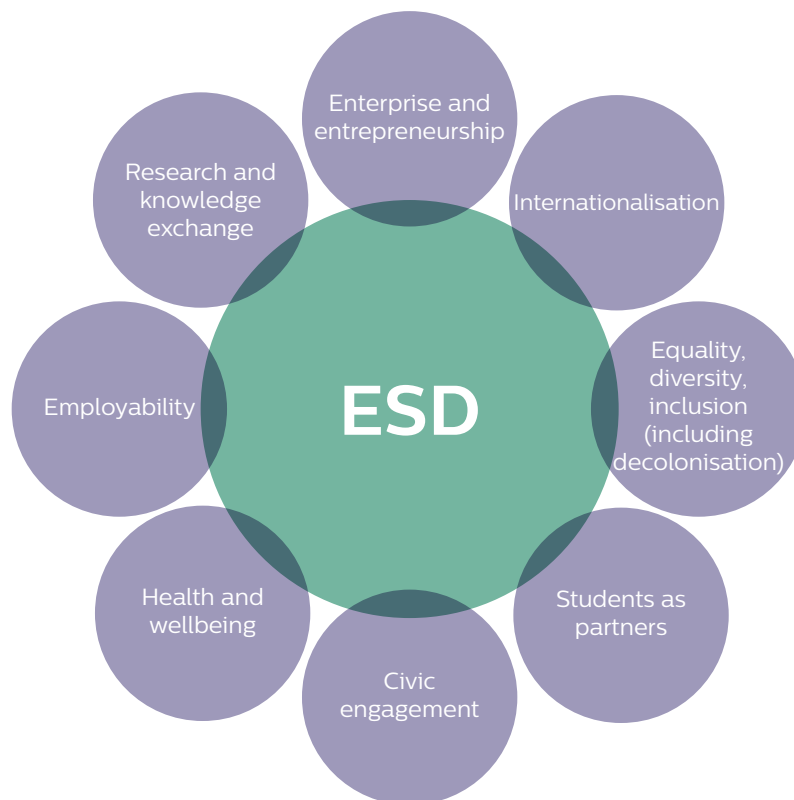 Enterprise and
entrepreneurship
Internationalisation
Equality,
diversity,
inclusion
(including
decolonisation)
Students as
partners
Civic
engagement
Health and
wellbeing
Employability
Research and
knowledge
exchange
ESD